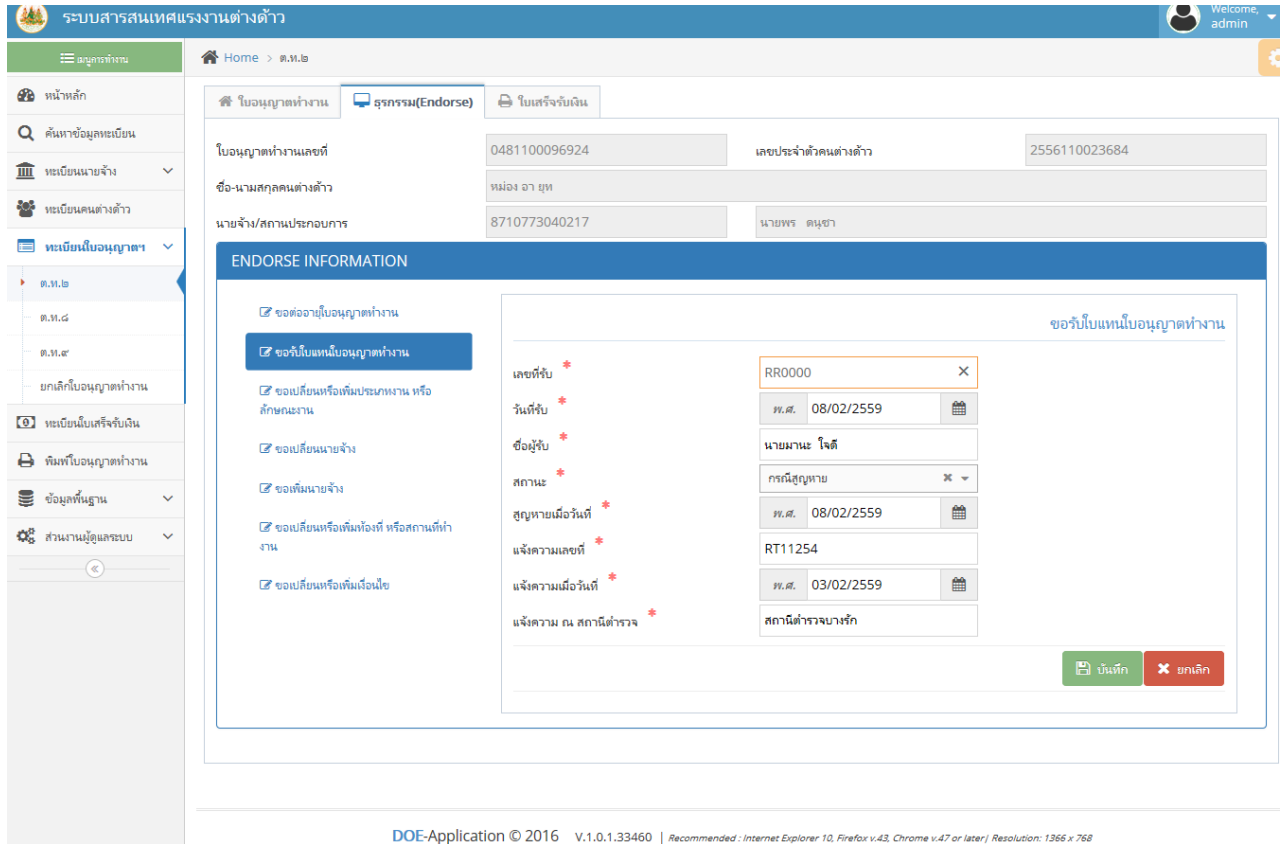 ระบบสารสนเทศแรงงานต่างด้าว
Welcome,
admin
เมนูการทำงาน
Home > ต.ท.๒
หน้าหลัก
ค้นหาข้อมูลทะเบียน
ทะเบียนนายจ้าง
ทะเบียนคนต่างด้าว
ทะเบียนใบอนุญาตฯ
ต.ท.๒
ต.ท.๘
ต.ท.๙
ยกเลิกใบอนุญาตทำงาน
ทะเบียนใบเสร็จรับเงิน
พิมพ์ใบอนุญาตทำงาน
ข้อมูลพื้นฐาน
ส่วนงานผู้ดูแลระบบ
ใบอนุญาตทำงาน ธุรกรรม(Endorse) ใบเสร็จรับเงิน
ใบอนุญาตทำงานเลขที่ 0481100096924 เลขประจำตัวคนต่างด้าว 2556110023684
ชื่อ-นามสกุลคนต่างด้าว หม่อง อา ยุท
นายจ้าง/สถานประกอบการ 8710773040217 นายพร ดนุชา
ENDORSE INFORMATION
ขอต่ออายุใบอนุญาตทำงาน
ขอรับใบแทนใบอนุญาตทำงาน
ขอเปลี่ยนหรือเพิ่มประเภทงาน หรือ
ลักษณะงาน
ขอเปลี่ยนนายจ้าง
ขอเพิ่มนายจ้าง
ขอเปลี่ยนหรือเพิ่มท้องที่ หรือสถานที่ทำ
งาน
ขอเปลี่ยนหรือเพิ่มเงื่อนไข
ขอรับใบแทนใบอนุญาตทำงาน
เลขที่รับ * RR0000
วันที่รับ * พ.ศ. 08/02/2559
ชื่อผู้รับ * นายมานะ ใจดี
สถานะ * กรณีสูญหาย
สูญหายเมื่อวันที่ * พ.ศ. 08/02/2559
แจ้งความเลขที่ * RT11254
แจ้งความเมื่อวันที่ * พ.ศ. 03/02/2559
แจ้งความ ณ สถานีตำรวจ * สถานีตำรวจบางรัก
บันทึก ยกเลิก
DOE-Application © 2016 V.1.0.1.33460 | Recommended : Internet Explorer 10, Firefox v.43, Chrome v.47 or later| Resolution: 1366 x 768